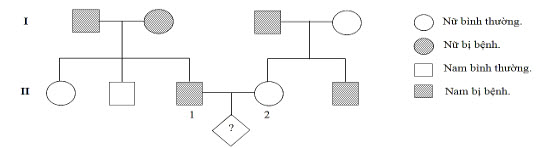 I
Nữ bình thường.
Nữ bị bệnh.
Nam bình thường.
II
Nam bị bệnh.
1
2
?